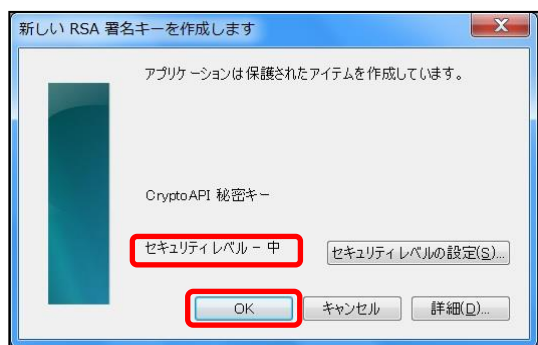 新しい RSA 署名キーを作成します
アプリケーションは保護されたアイテムを作成しています。
CryptoAPI 秘密キー
セキュリティレベル - 中
セキュリティレベルの設定(S)...
OK
キャンセル
詳細(D)...